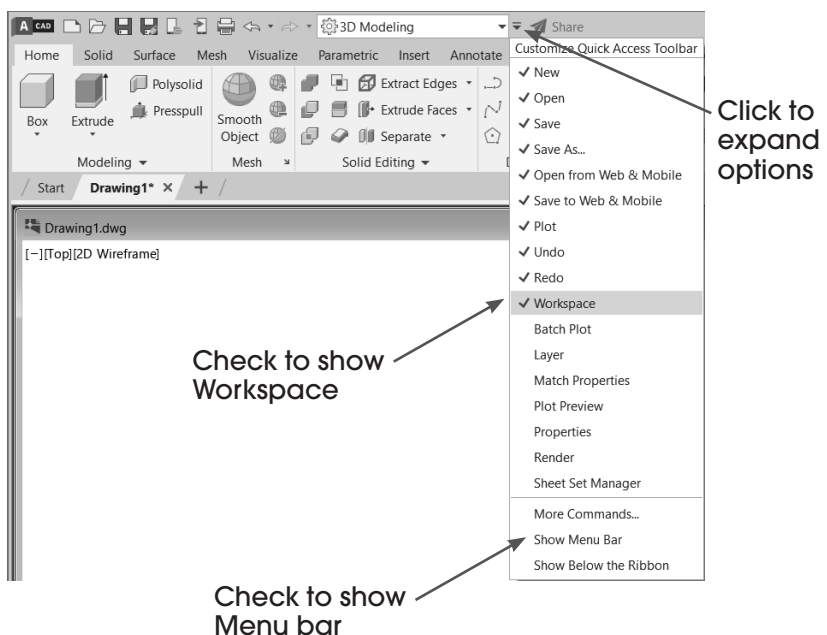 A CAD 3D Modeling Share
Home Solid Surface Mesh Visualize Parametric Insert Annotate
Customize Quick Access Toolbar
Box
Extrude
Polysolid
Presspull
Smooth
Object
Extract Edges
Extrude Faces
Separate
Modeling Mesh Solid Editing
Start Drawing1* × +
Drawing1.dwg
[−][Top][2D Wireframe]
✓ New
✓ Open
✓ Save
✓ Save As...
✓ Open from Web & Mobile
✓ Save to Web & Mobile
✓ Plot
✓ Undo
✓ Redo
✓ Workspace
Batch Plot
Layer
Match Properties
Plot Preview
Properties
Render
Sheet Set Manager
More Commands...
Show Menu Bar
Show Below the Ribbon
Click to
expand
options
Check to show
Workspace
Check to show
Menu bar